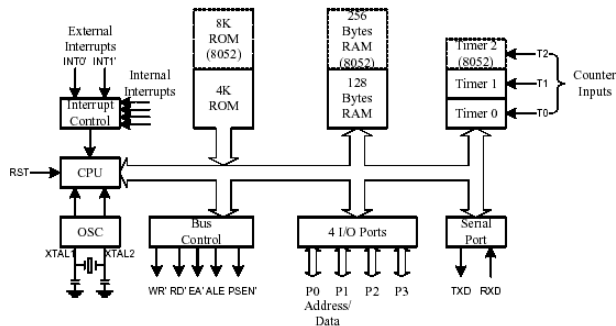 External
Interrupts
INT0' INT1'
Internal
Interrupts
Interrupt
Control
RST
CPU
OSC
XTAL1 XTAL2
8K
ROM
(8052)
4K
ROM
256
Bytes
RAM
(8052)
128
Bytes
RAM
Timer 2
(8052)
Timer 1
Timer 0
T2
T1
T0
Counter
Inputs
Bus
Control
WR' RD' EA' ALE PSEN'
4 I/O Ports
P0 P1 P2 P3
Address/
Data
Serial
Port
TXD RXD